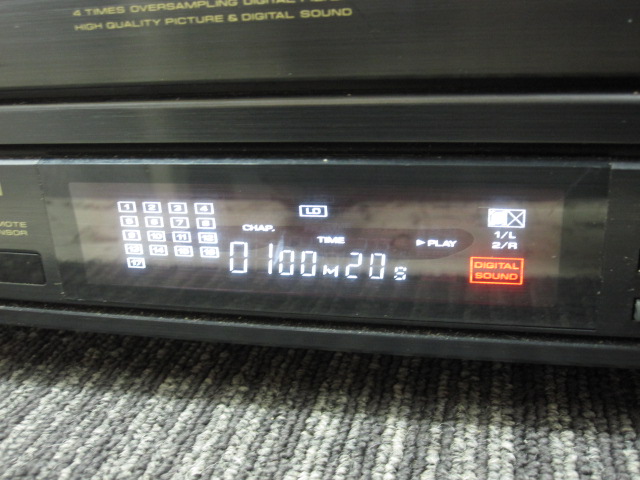 4 TIMES OVERSAMPLING DIGITAL
HIGH QUALITY PICTURE & DIGITAL SOUND
MOTE
NSOR
1 2 3 4
5 6 7 8
9 10 11 12
13 14 15 16
17
LD
CHAP.
TIME
PLAY
01 00 M 20 S
1/L
2/R
DIGITAL
SOUND